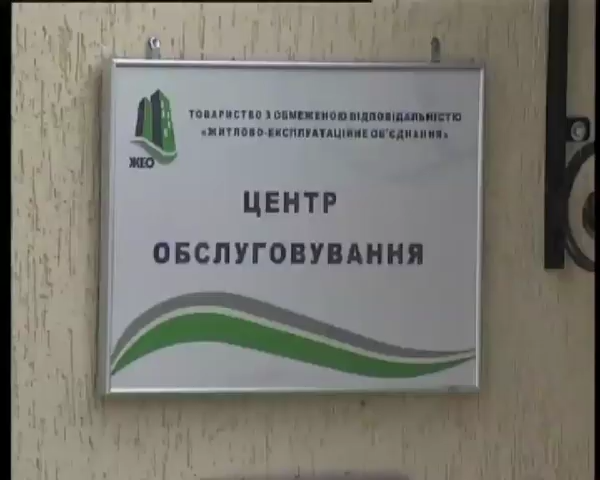 ТОВАРИСТВО З ОБМЕЖЕНОЮ ВІДПОВІДАЛЬНІСТЮ
«ЖИТЛОВО-ЕКСПЛУАТАЦІЙНЕ ОБ'ЄДНАННЯ»
ЖЕО
ЦЕНТР
ОБСЛУГОВУВАННЯ